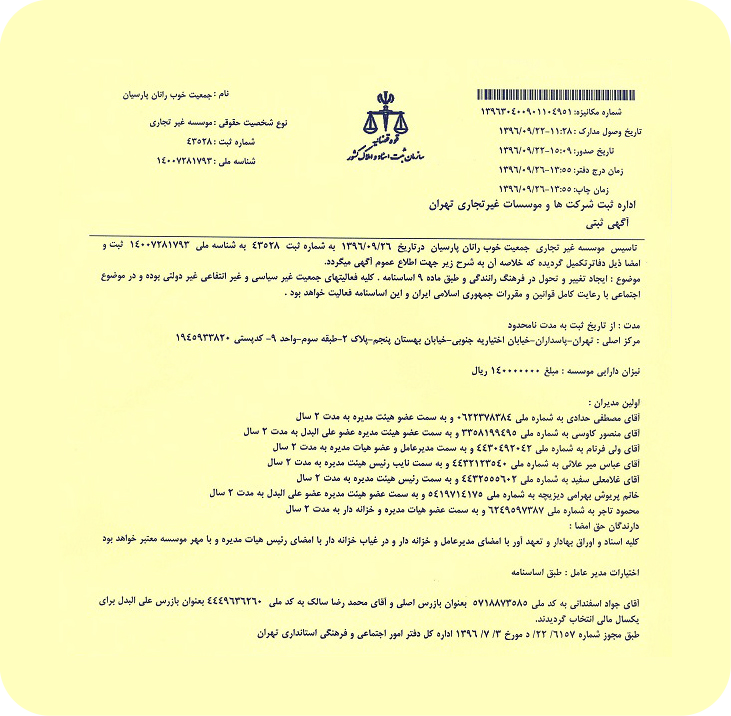 شماره مکانیزه: ۱۳۹۶۳۰۴۰۰۹۰۱۱۰۴۹۵۱
تاریخ وصول مدارک: ۱۱:۲۸-۱۳۹۶/۰۹/۲۲
تاریخ صدور: ۱۵:۰۹-۱۳۹۶/۰۹/۲۲
زمان درج دفتر: ۱۳:۵۵-۱۳۹۶/۰۹/۲۶
زمان چاپ: ۱۳:۵۵-۱۳۹۶/۰۹/۲۶
قوه قضاییه
سازمان ثبت اسناد و املاک کشور
نام : جمعیت خوب رانان پارسیان
نوع شخصیت حقوقی : موسسه غیر تجاری
شماره ثبت : ۴۳۵۲۸
شناسه ملی : ۱۴۰۰۷۲۸۱۷۹۳
اداره ثبت شرکت ها و موسسات غیرتجاری تهران
آگهی ثبتی
تاسیس موسسه غیر تجاری جمعیت خوب رانان پارسیان درتاریخ ۱۳۹۶/۰۹/۲۶ به شماره ثبت ۴۳۵۲۸ به شناسه ملی ۱۴۰۰۷۲۸۱۷۹۳ ثبت و
امضا ذیل دفاترتکمیل گردیده که خلاصه آن به شرح زیر جهت اطلاع عموم آگهی میگردد.
موضوع : ایجاد تغییر و تحول در فرهنگ رانندگی و طبق ماده ۹ اساسنامه . کلیه فعالیتهای جمعیت غیر سیاسی و غیر انتفاعی غیر دولتی بوده و در موضوع
اجتماعی با رعایت کامل قوانین و مقررات جمهوری اسلامی ایران و این اساسنامه فعالیت خواهد بود .
مدت : از تاریخ ثبت به مدت نامحدود
مرکز اصلی : تهران-پاسداران-خیابان اختیاریه جنوبی-خیابان بهستان پنجم-پلاک ۲-طبقه سوم-واحد ۹- کدپستی ۱۹۴۵۹۳۳۸۲۰
نیزان دارایی موسسه : مبلغ ۱۴۰۰۰۰۰۰۰ ریال
اولین مدیران :
آقای مصطفی حدادی به شماره ملی ۰۶۲۲۳۷۸۳۸۴ و به سمت عضو هیئت مدیره به مدت ۲ سال
آقای منصور کاوسی به شماره ملی ۳۳۵۸۱۹۹۴۹۵ و به سمت عضو هیئت مدیره عضو علی البدل به مدت ۲ سال
آقای ولی فرنام به شماره ملی ۴۴۳۰۴۹۲۰۴۲ و به سمت مدیرعامل و عضو هیات مدیره به مدت ۲ سال
آقای عباس میر علائی به شماره ملی ۴۴۳۲۱۲۳۵۴۰ و به سمت نایب رئیس هیئت مدیره به مدت ۲ سال
آقای غلامعلی سفید به شماره ملی ۴۴۳۲۵۵۵۶۰۲ و به سمت رئیس هیئت مدیره به مدت ۲ سال
خانم پریوش بهرامی دیزیچه به شماره ملی ۵۴۱۹۷۱۴۱۷۵ و به سمت عضو هیئت مدیره عضو علی البدل به مدت ۲ سال
محمود تاجر به شماره ملی ۶۲۴۹۵۹۷۳۸۷ و به سمت عضو هیات مدیره و خزانه دار به مدت ۲ سال
دارندگان حق امضا :
کلیه اسناد و اوراق بهادار و تعهد آور با امضای مدیرعامل و خزانه دار و در غیاب خزانه دار با امضای رئیس هیات مدیره و با مهر موسسه معتبر خواهد بود
اختیارات مدیر عامل : طبق اساسنامه
آقای جواد اسفندانی به کد ملی ۵۷۱۸۸۷۳۵۸۵ بعنوان بازرس اصلی و آقای محمد رضا سالک به کد ملی ۴۴۴۹۶۳۶۲۶۰ بعنوان بازرس علی البدل برای
یکسال مالی انتخاب گردیدند.
طبق مجوز شماره ۶۱۵۷/ ۲۲/ د مورخ ۳/ ۷/ ۱۳۹۶ اداره کل دفتر امور اجتماعی و فرهنگی استانداری تهران